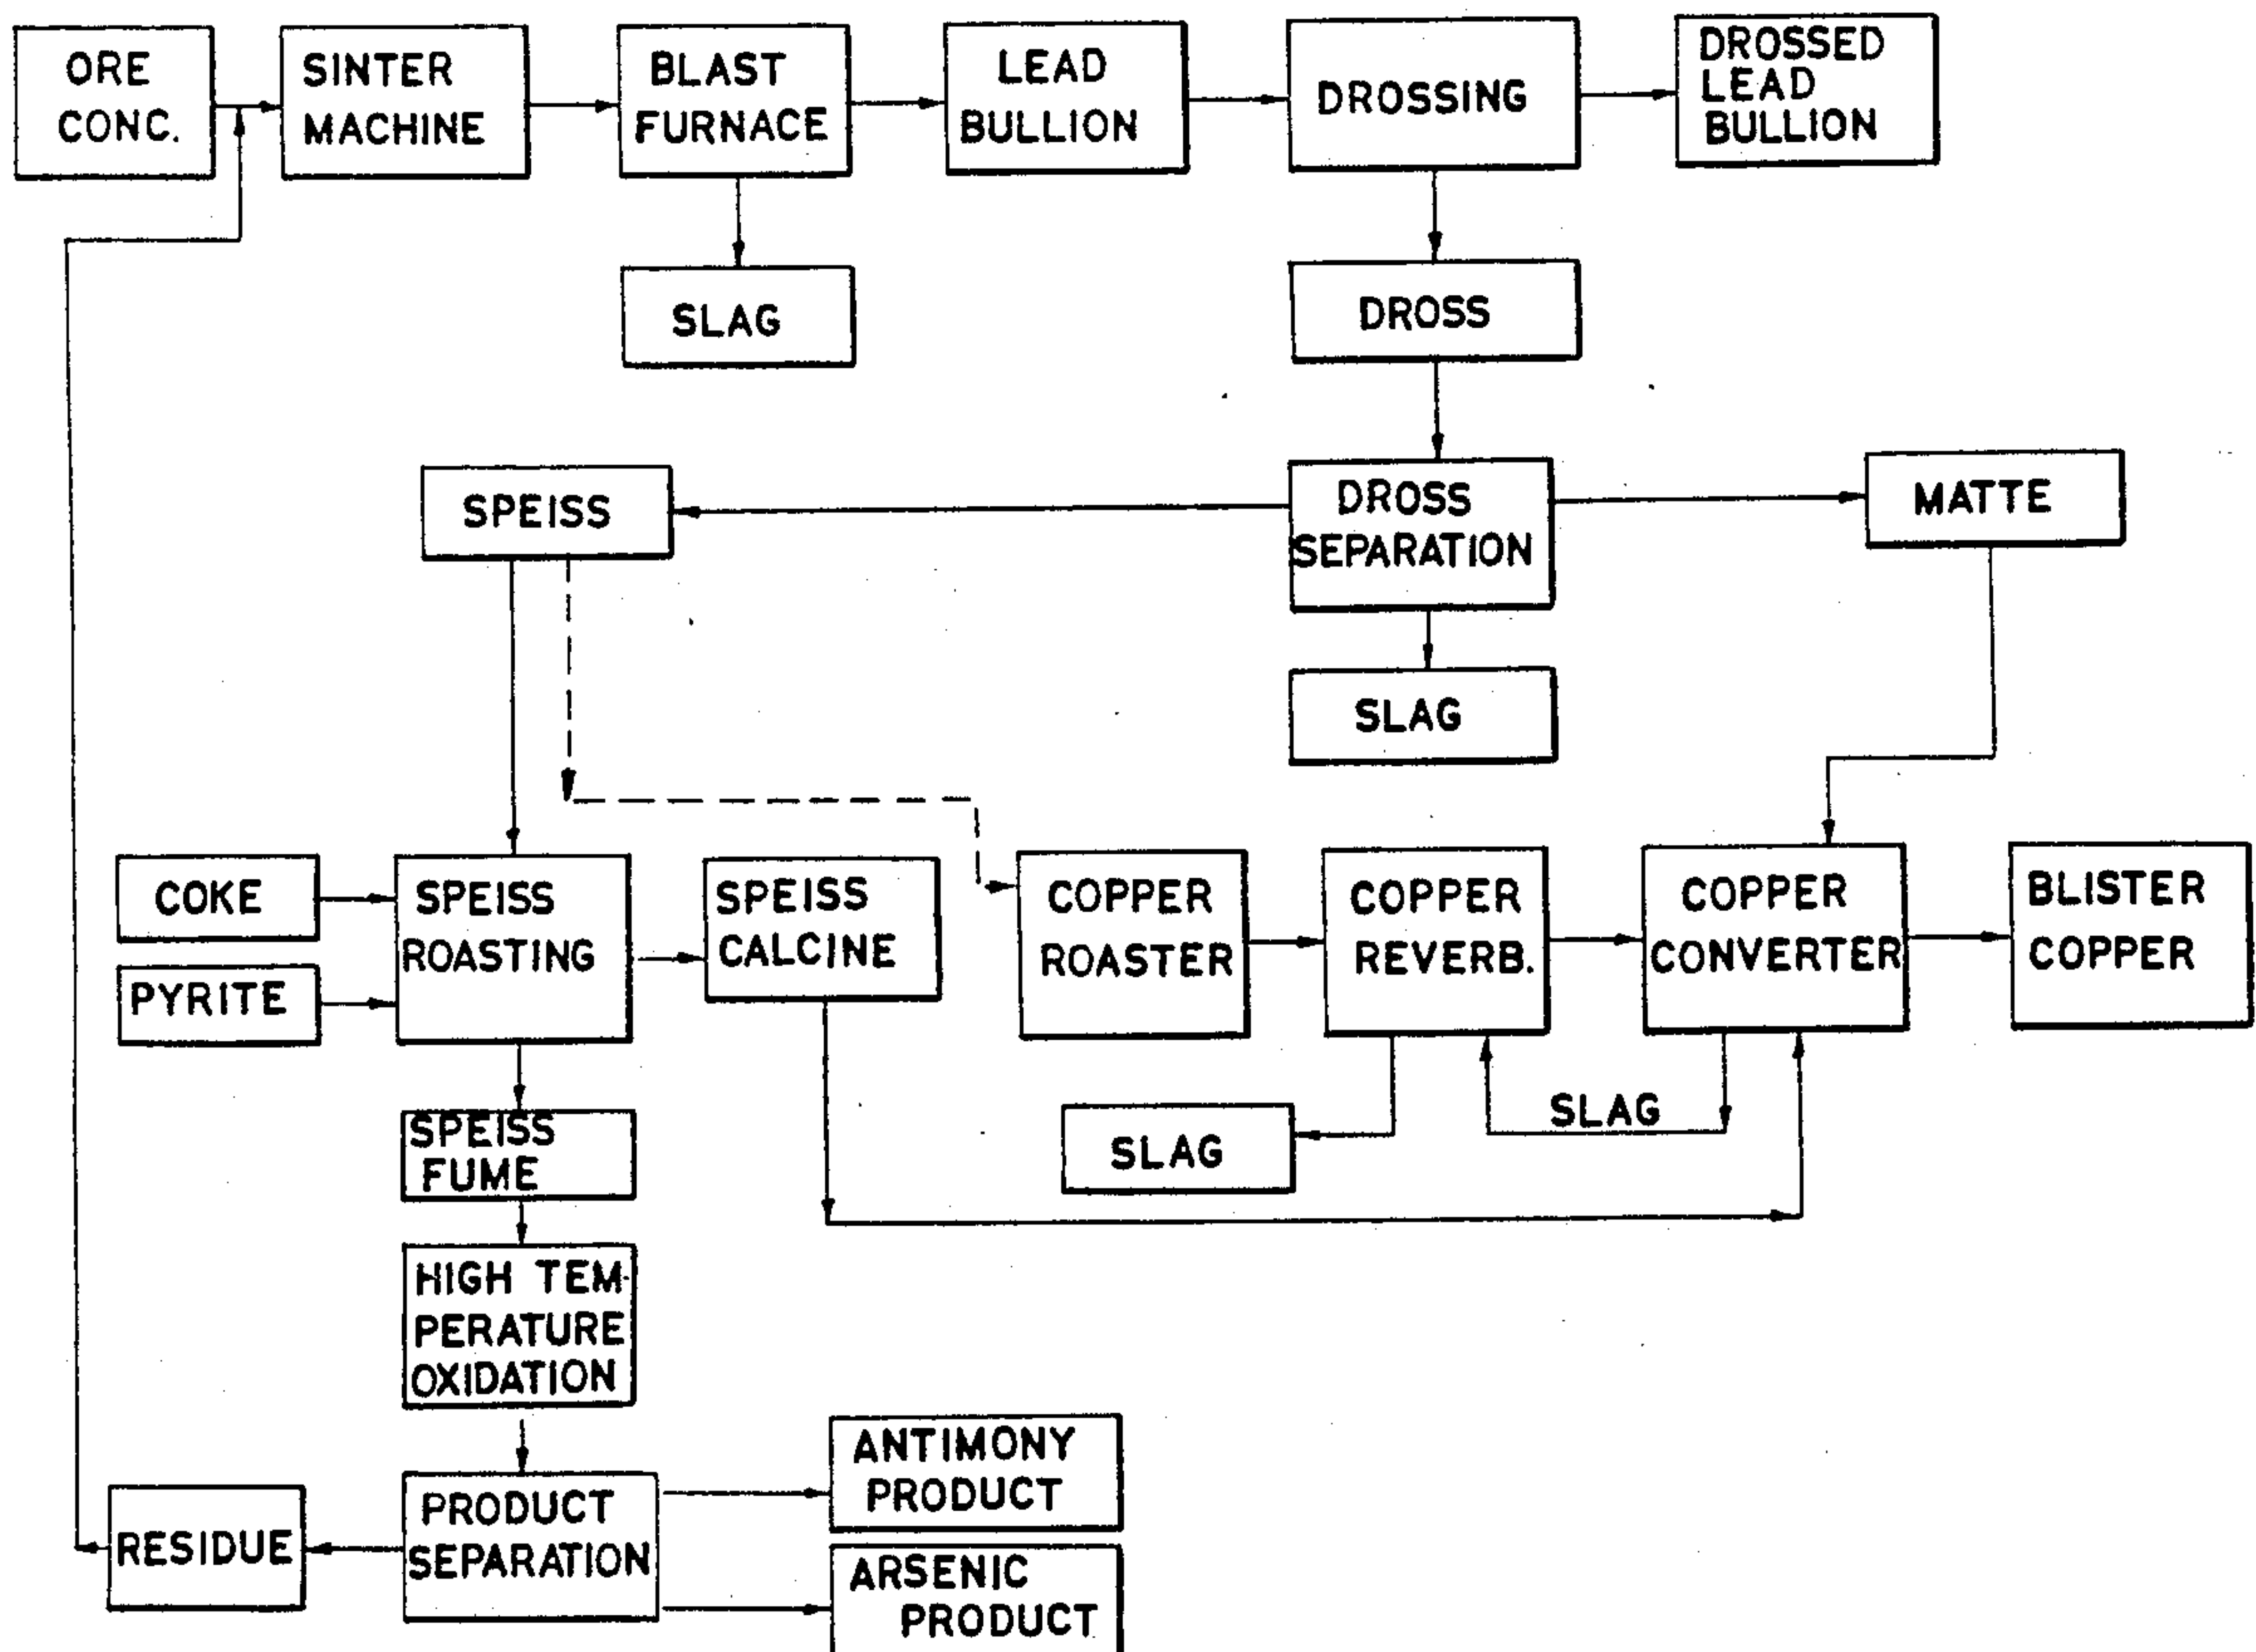 ORE
CONC.
SINTER
MACHINE
BLAST
FURNACE
LEAD
BULLION
DROSSING
DROSSED
LEAD
BULLION
SLAG
DROSS
SPEISS
DROSS
SEPARATION
MATTE
SLAG
COKE
PYRITE
SPEISS
ROASTING
SPEISS
CALCINE
COPPER
ROASTER
COPPER
REVERB.
COPPER
CONVERTER
BLISTER
COPPER
SLAG
SLAG
SPEISS
FUME
HIGH TEM-
PERATURE
OXIDATION
RESIDUE
PRODUCT
SEPARATION
ANTIMONY
PRODUCT
ARSENIC
PRODUCT